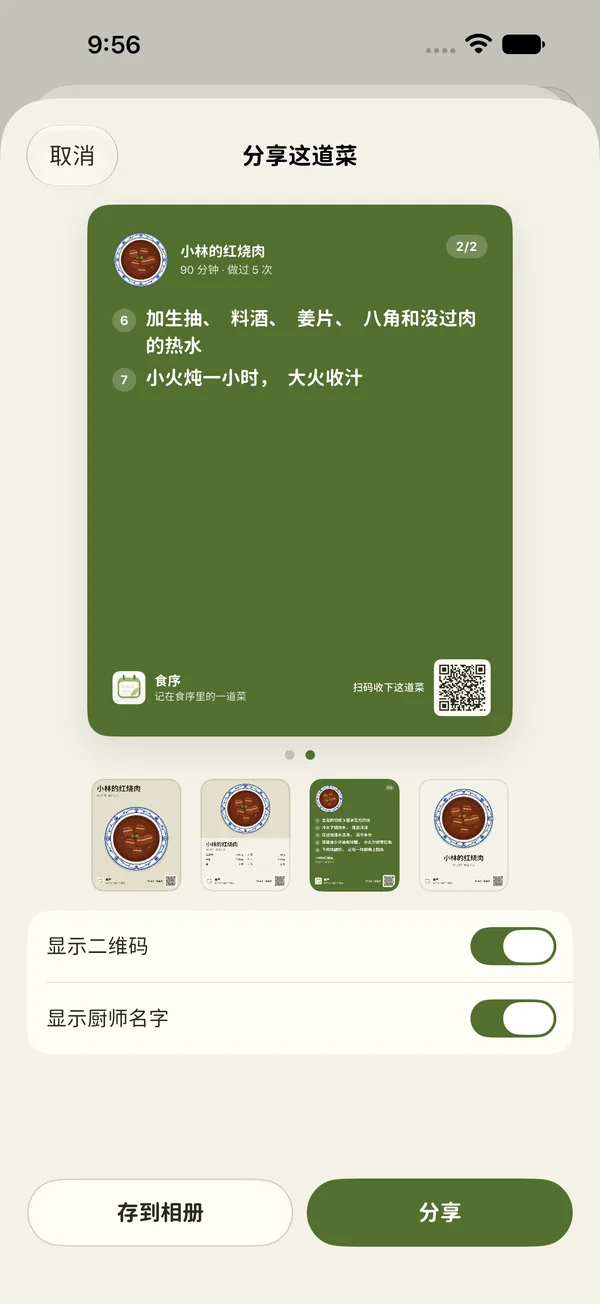 9:56
取消
分享这道菜
小林的红烧肉
90 分钟 · 做过 5 次
2/2
6 加生抽、 料酒、 姜片、 八角和没过肉
的热水
7 小火炖一小时， 大火收汁
食序
记在食序里的一道菜
扫码收下这道菜
小林的红烧肉
小林的红烧肉
小林的红烧肉
显示二维码
显示厨师名字
存到相册
分享